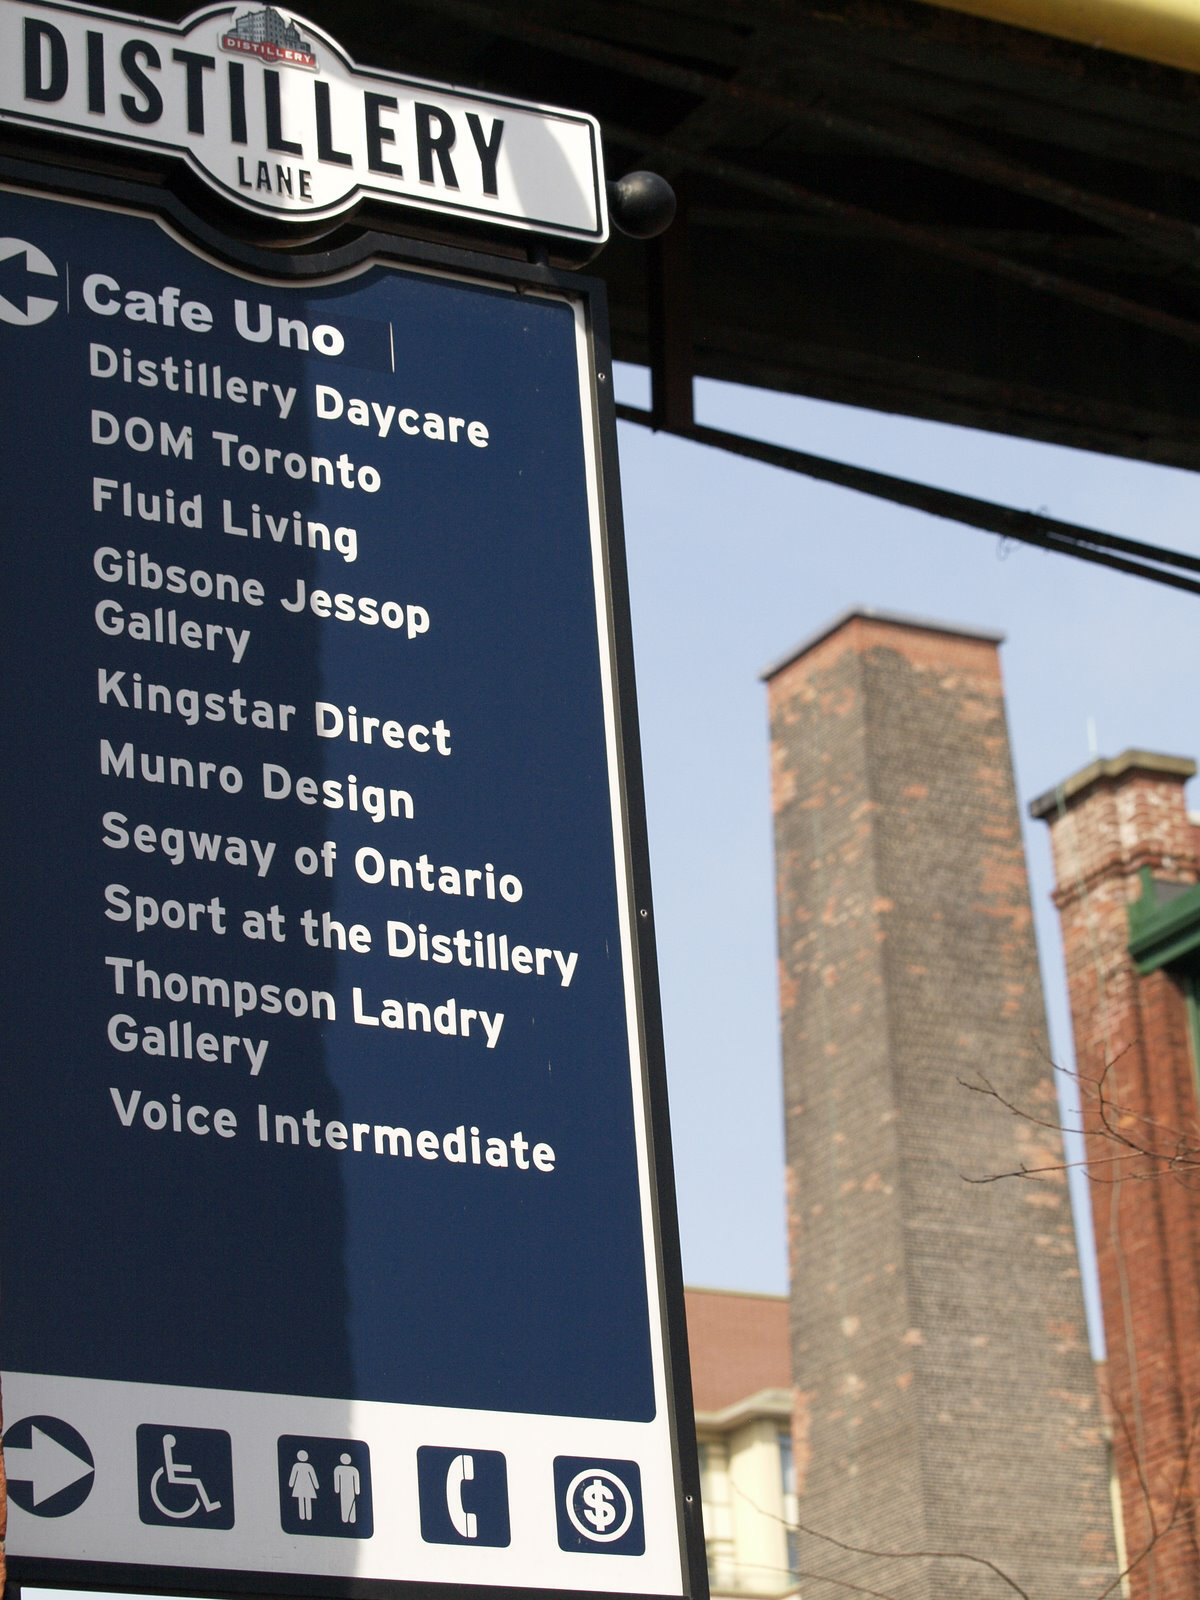 DISTILLERY
DISTILLERY
LANE
Cafe Uno
Distillery Daycare
DOM Toronto
Fluid Living
Gibsone Jessop
Gallery
Kingstar Direct
Munro Design
Segway of Ontario
Sport at the Distillery
Thompson Landry
Gallery
Voice Intermediate
$